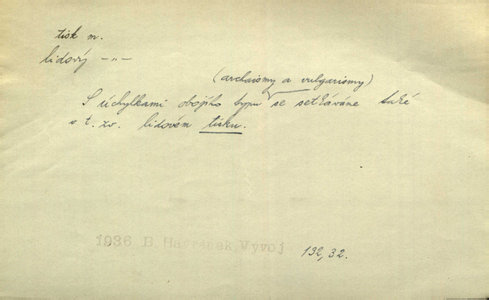 tisk m.
lidový -"-
(archaismy a vulgarismy)
S úchylkami obojího typu se setkáváme také
v t. zv. lidovém tisku.
1936 B. Havránek, Vývoj
132, 32.